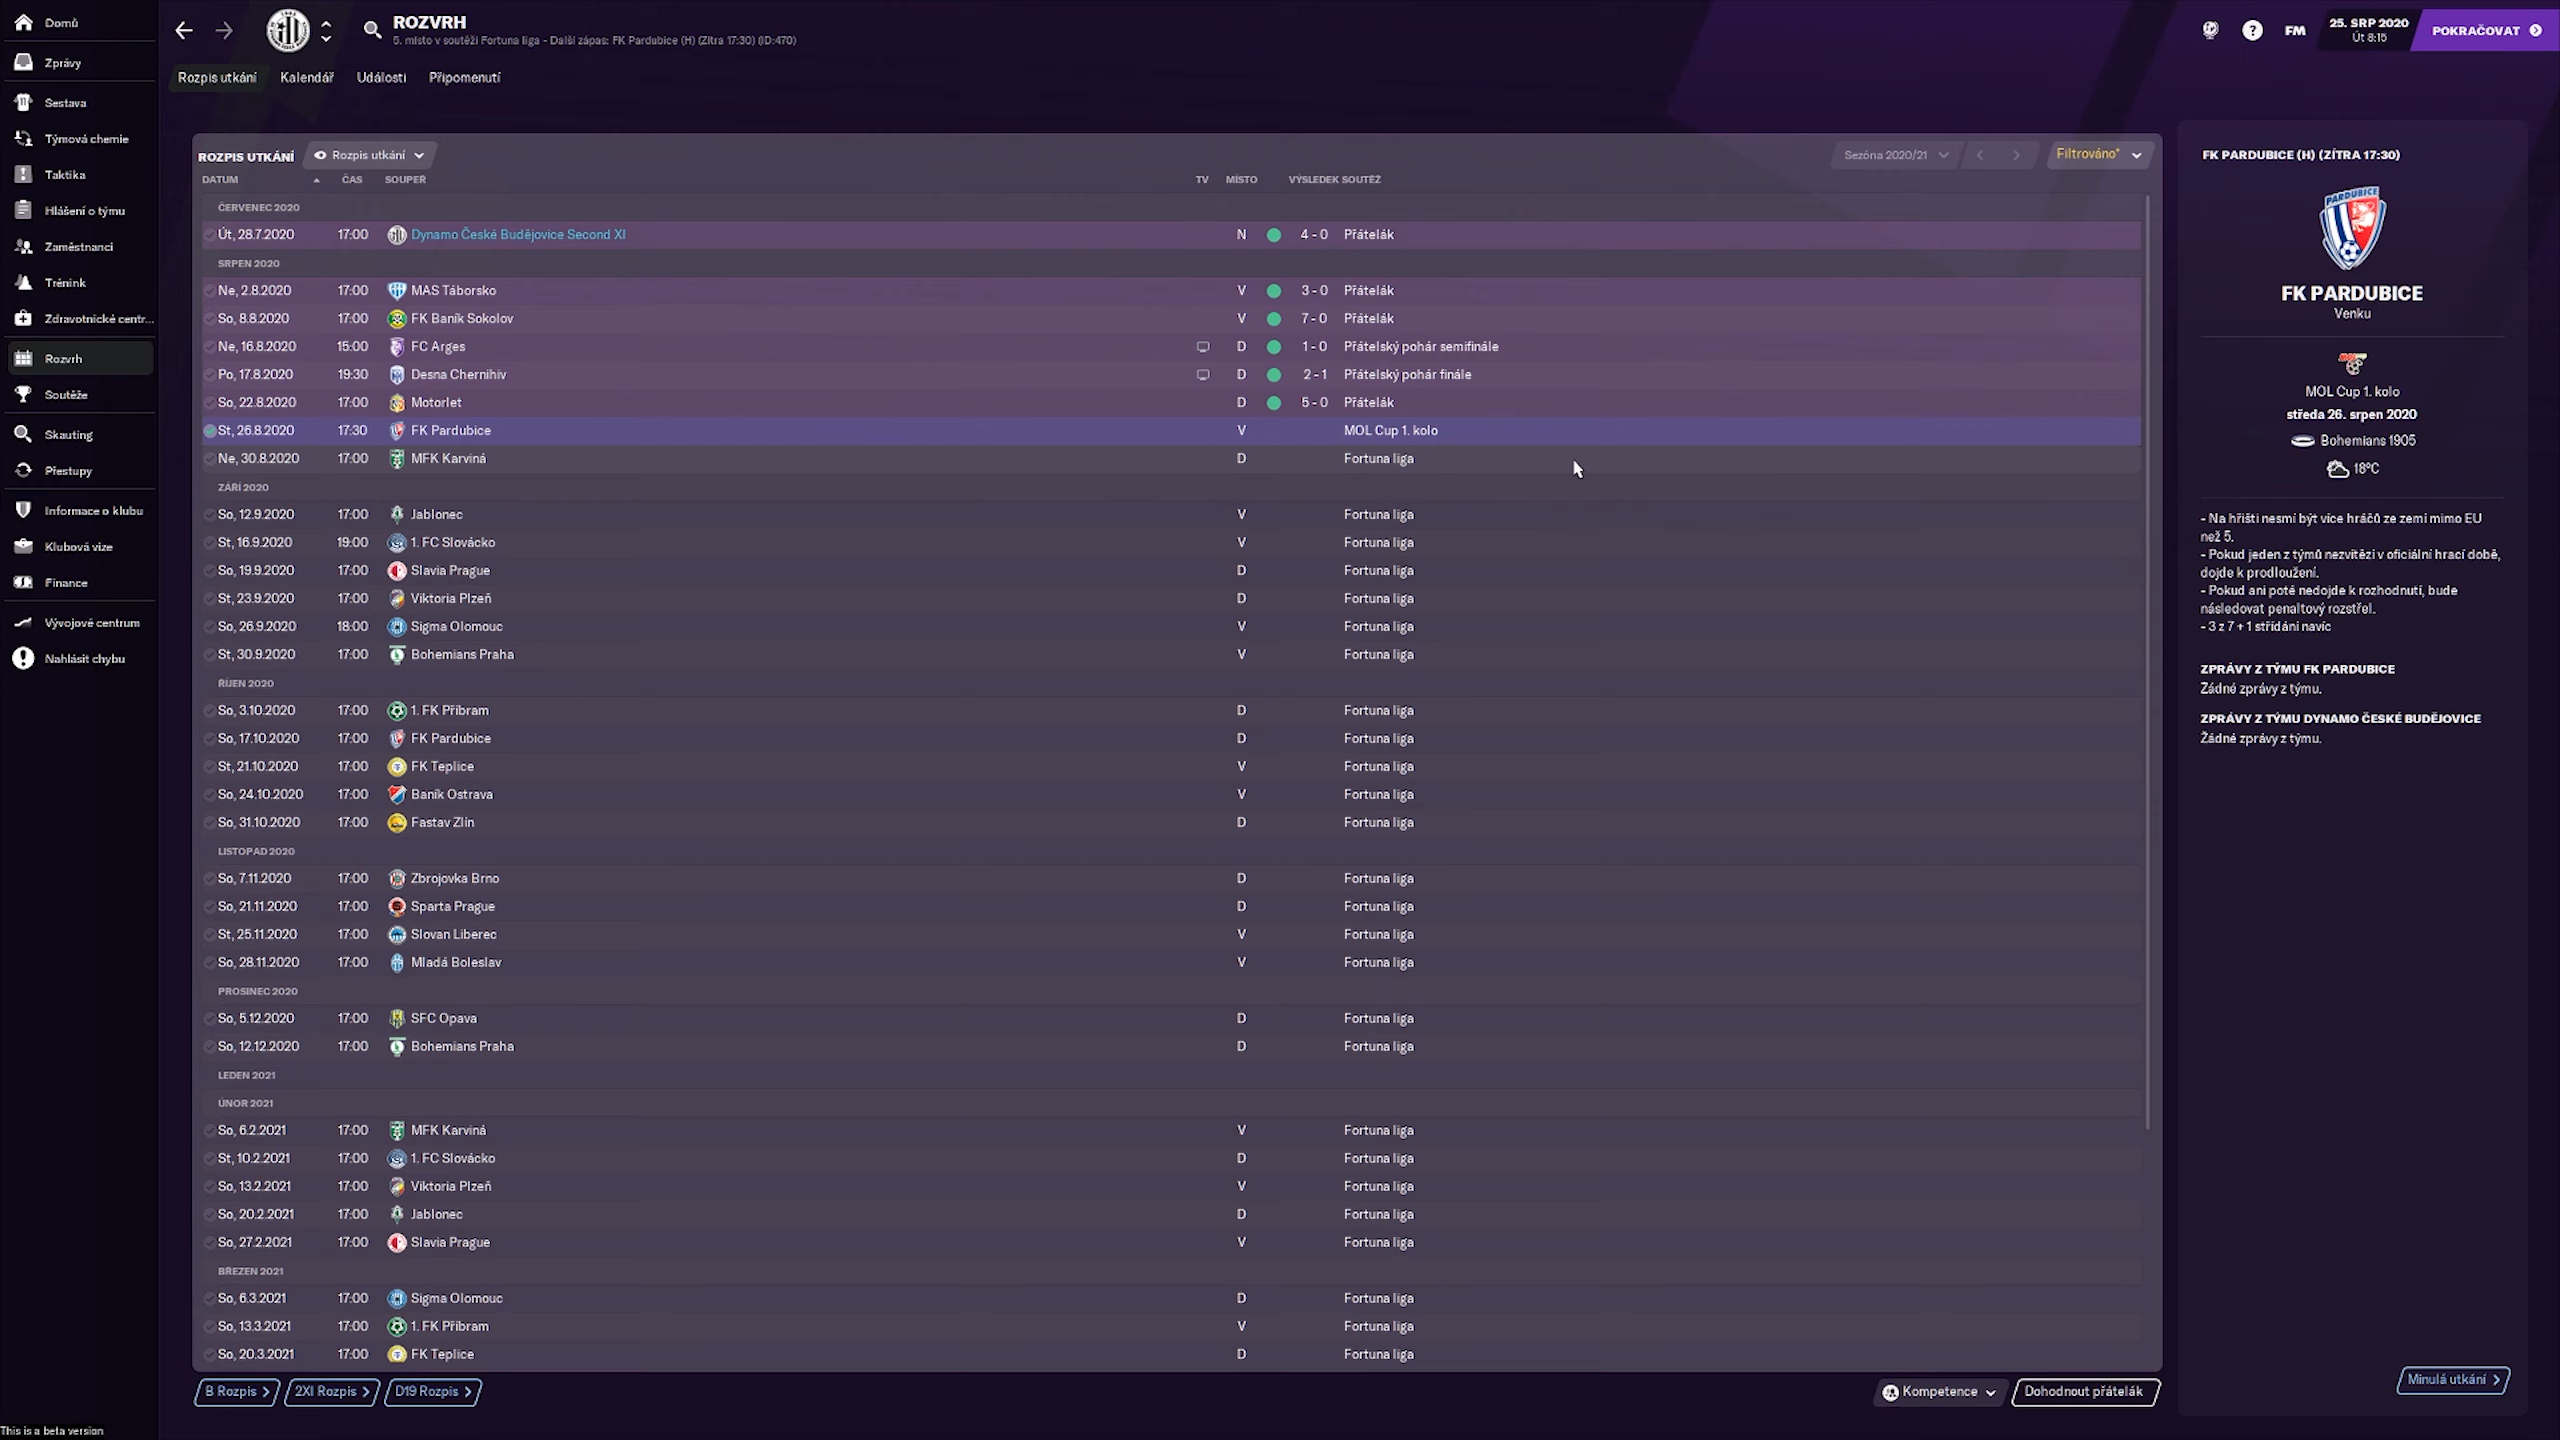 Domů
Zprávy
Sestava
Týmová chemie
Taktika
Hlášení o týmu
Zaměstnanci
Trénink
Zdravotnické centr...
Rozvrh
Soutěže
Skauting
Přestupy
Informace o klubu
Klubová vize
Finance
Vývojové centrum
Nahlásit chybu
This is a beta version
ROZVRH
5. místo v soutěži Fortuna liga - Další zápas: FK Pardubice (H) (Zítra 17:30) (ID:470)
Rozpis utkání Kalendář Události Připomenutí
? FM 25. SRP 2020 POKRAČOVAT
Út 8:15
ROZPIS UTKÁNÍ Rozpis utkání Sezóna 2020/21 Filtrováno*
DATUM ČAS SOUPEŘ TV MÍSTO VÝSLEDEK SOUTĚŽ
ČERVENEC 2020
Út, 28.7.2020 17:00 Dynamo České Budějovice Second XI N 4 - 0 Přátelák
SRPEN 2020
Ne, 2.8.2020 17:00 MAS Táborsko V 3 - 0 Přátelák
So, 8.8.2020 17:00 FK Baník Sokolov V 7 - 0 Přátelák
Ne, 16.8.2020 15:00 FC Arges D 1 - 0 Přátelský pohár semifinále
Po, 17.8.2020 19:30 Desna Chernihiv D 2 - 1 Přátelský pohár finále
So, 22.8.2020 17:00 Motorlet D 5 - 0 Přátelák
St, 26.8.2020 17:30 FK Pardubice V MOL Cup 1. kolo
Ne, 30.8.2020 17:00 MFK Karviná D Fortuna liga
ZÁŘÍ 2020
So, 12.9.2020 17:00 Jablonec V Fortuna liga
St, 16.9.2020 19:00 1. FC Slovácko V Fortuna liga
So, 19.9.2020 17:00 Slavia Prague D Fortuna liga
St, 23.9.2020 17:00 Viktoria Plzeň D Fortuna liga
So, 26.9.2020 18:00 Sigma Olomouc V Fortuna liga
St, 30.9.2020 17:00 Bohemians Praha V Fortuna liga
ŘÍJEN 2020
So, 3.10.2020 17:00 1. FK Příbram D Fortuna liga
So, 17.10.2020 17:00 FK Pardubice D Fortuna liga
St, 21.10.2020 17:00 FK Teplice V Fortuna liga
So, 24.10.2020 17:00 Baník Ostrava V Fortuna liga
So, 31.10.2020 17:00 Fastav Zlín D Fortuna liga
LISTOPAD 2020
So, 7.11.2020 17:00 Zbrojovka Brno D Fortuna liga
So, 21.11.2020 17:00 Sparta Prague D Fortuna liga
St, 25.11.2020 17:00 Slovan Liberec V Fortuna liga
So, 28.11.2020 17:00 Mladá Boleslav V Fortuna liga
PROSINEC 2020
So, 5.12.2020 17:00 SFC Opava D Fortuna liga
So, 12.12.2020 17:00 Bohemians Praha D Fortuna liga
LEDEN 2021
ÚNOR 2021
So, 6.2.2021 17:00 MFK Karviná V Fortuna liga
St, 10.2.2021 17:00 1. FC Slovácko D Fortuna liga
So, 13.2.2021 17:00 Viktoria Plzeň V Fortuna liga
So, 20.2.2021 17:00 Jablonec D Fortuna liga
So, 27.2.2021 17:00 Slavia Prague V Fortuna liga
BŘEZEN 2021
So, 6.3.2021 17:00 Sigma Olomouc D Fortuna liga
So, 13.3.2021 17:00 1. FK Příbram V Fortuna liga
So, 20.3.2021 17:00 FK Teplice D Fortuna liga
B Rozpis 2XI Rozpis D19 Rozpis Kompetence Dohodnout přátelák
FK PARDUBICE (H) (ZÍTRA 17:30)
PARDUBICE
FK PARDUBICE
Venku
MOL Cup 1. kolo
středa 26. srpen 2020
Bohemians 1905
18°C
- Na hřišti nesmí být více hráčů ze zemí mimo EU
než 5.
- Pokud jeden z týmů nezvítězí v oficiální hrací době,
dojde k prodloužení.
- Pokud ani poté nedojde k rozhodnutí, bude
následovat penaltový rozstřel.
- 3 z 7 + 1 střídání navíc
ZPRÁVY Z TÝMU FK PARDUBICE
Žádné zprávy z týmu.
ZPRÁVY Z TÝMU DYNAMO ČESKÉ BUDĚJOVICE
Žádné zprávy z týmu.
Minulá utkání